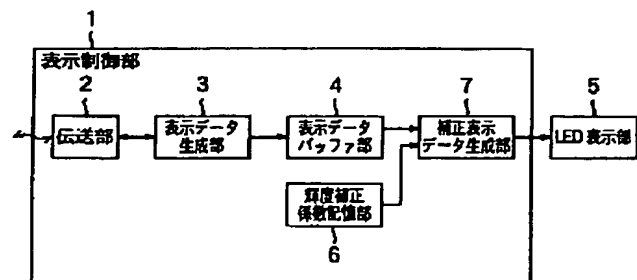 1
表示制御部
2
3
4
7
5
伝送部
表示データ
生成部
表示データ
バッファ部
補正表示
データ生成部
LED 表示部
輝度補正
係数記憶部
6